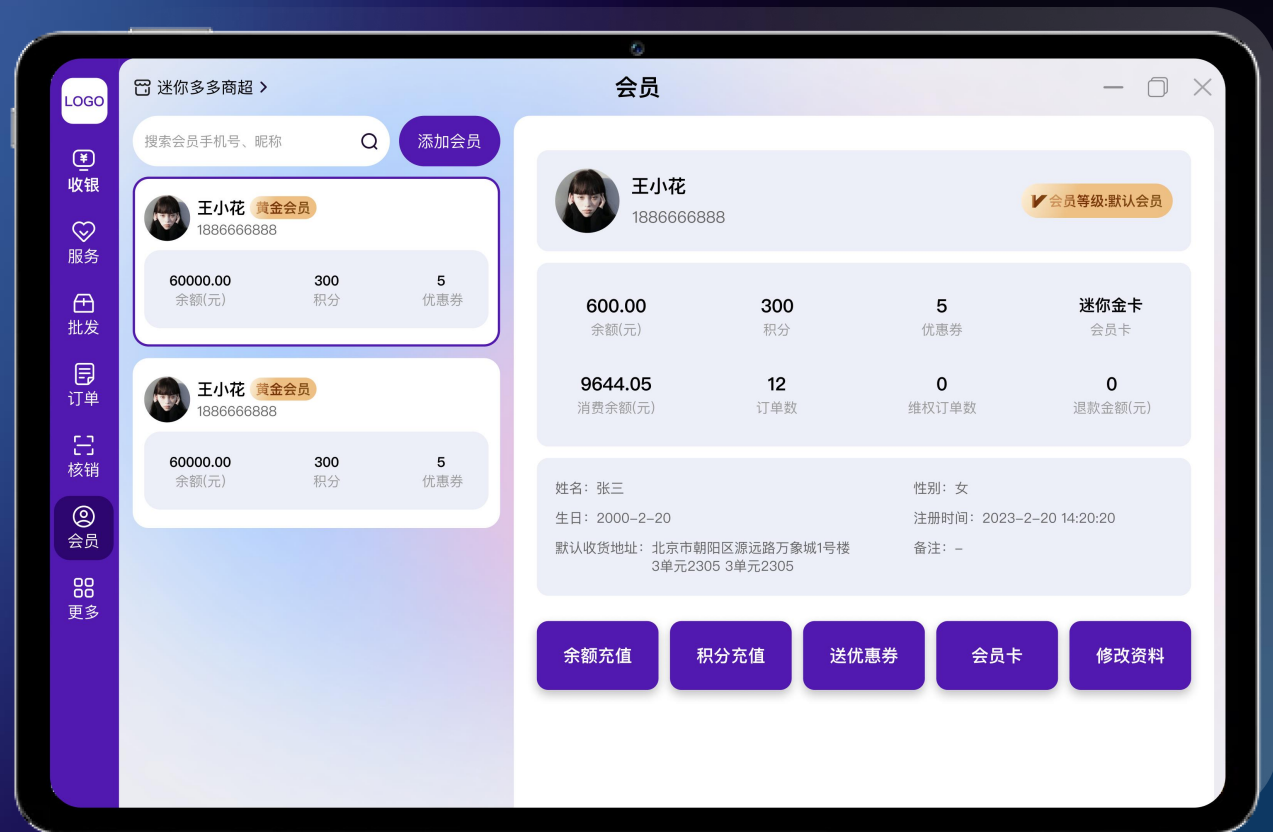 LOGO
收银
服务
批发
订单
核销
会员
更多
迷你多多商超
会员
搜索会员手机号、昵称
添加会员
王小花 黄金会员
1886666888
60000.00 300 5
余额(元) 积分 优惠券
王小花 黄金会员
1886666888
60000.00 300 5
余额(元) 积分 优惠券
王小花
1886666888
会员等级:默认会员
600.00 300 5 迷你金卡
余额(元) 积分 优惠券 会员卡
9644.05 12 0 0
消费余额(元) 订单数 维权订单数 退款金额(元)
姓名：张三 性别：女
生日：2000-2-20 注册时间：2023-2-20 14:20:20
默认收货地址：北京市朝阳区源远路万象城1号楼 备注：-
3单元2305 3单元2305
余额充值 积分充值 送优惠券 会员卡 修改资料